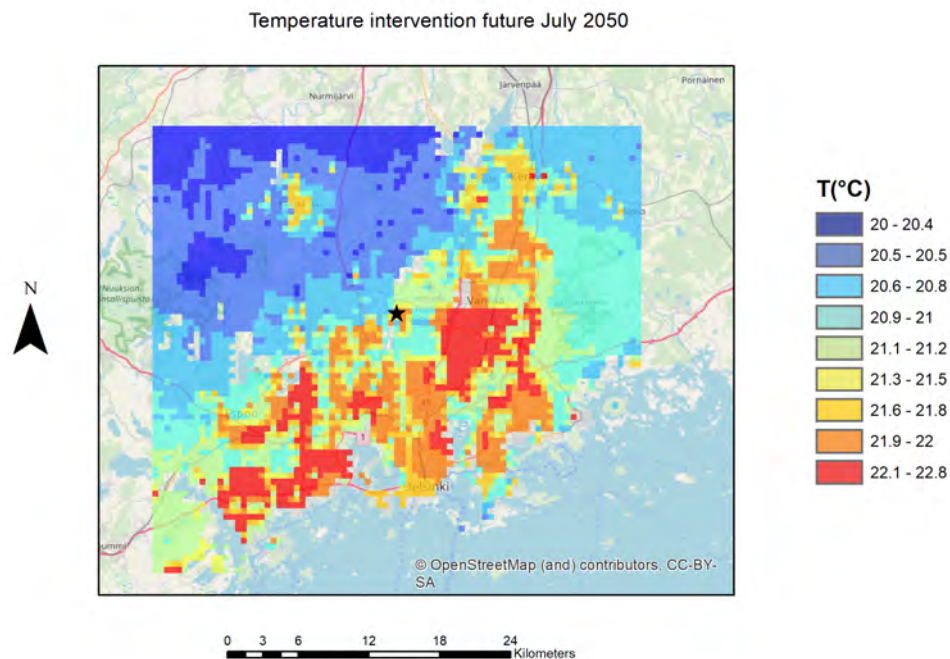 Temperature intervention future July 2050
Järvenpää
Pornainen
Nurmijärvi
N
Nuuksion
Vantaa
Espoo
45
1
Helsinki
© OpenStreetMap (and) contributors, CC-BY-
SA
T(°C)
20 - 20.4
20.5 - 20.5
20.6 - 20.8
20.9 - 21
21.1 - 21.2
21.3 - 21.5
21.6 - 21.8
21.9 - 22
22.1 - 22.8
0 3 6 12 18 24
Kilometers